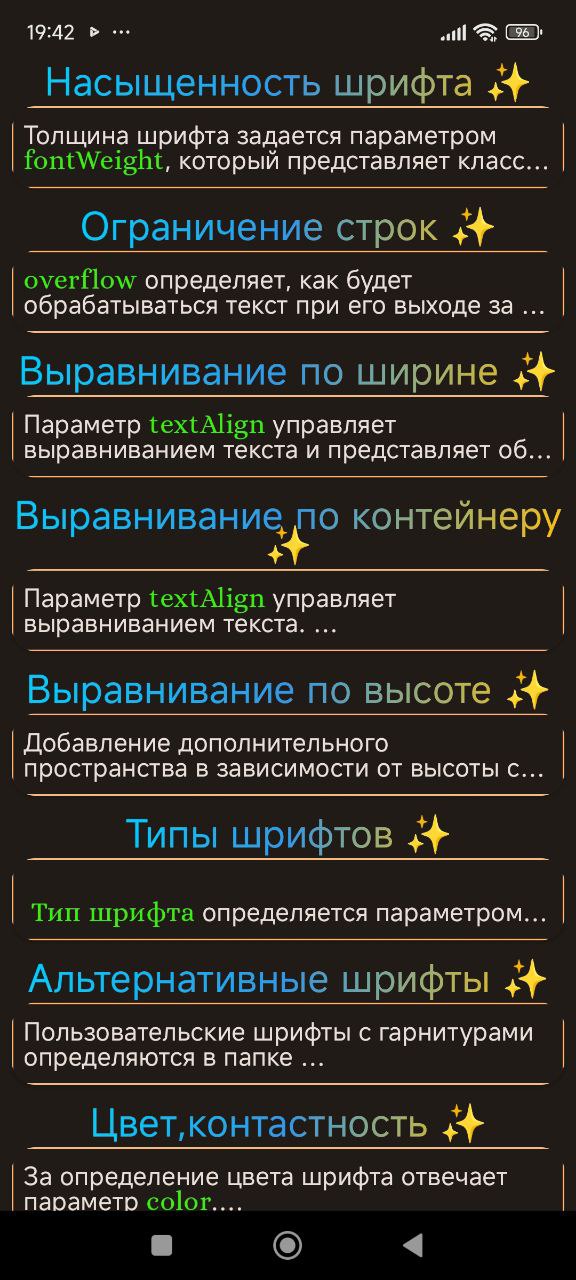 19:42
96
Насыщенность шрифта ✨
Толщина шрифта задается параметром
fontWeight, который представляет класс...
Ограничение строк ✨
overflow определяет, как будет
обрабатываться текст при его выходе за ...
Выравнивание по ширине ✨
Параметр textAlign управляет
выравниванием текста и представляет об...
Выравнивание по контейнеру
✨
Параметр textAlign управляет
выравниванием текста. ...
Выравнивание по высоте ✨
Добавление дополнительного
пространства в зависимости от высоты с...
Типы шрифтов ✨
Тип шрифта определяется параметром...
Альтернативные шрифты ✨
Пользовательские шрифты с гарнитурами
определяются в папке ...
Цвет,контастность ✨
За определение цвета шрифта отвечает
параметр color....